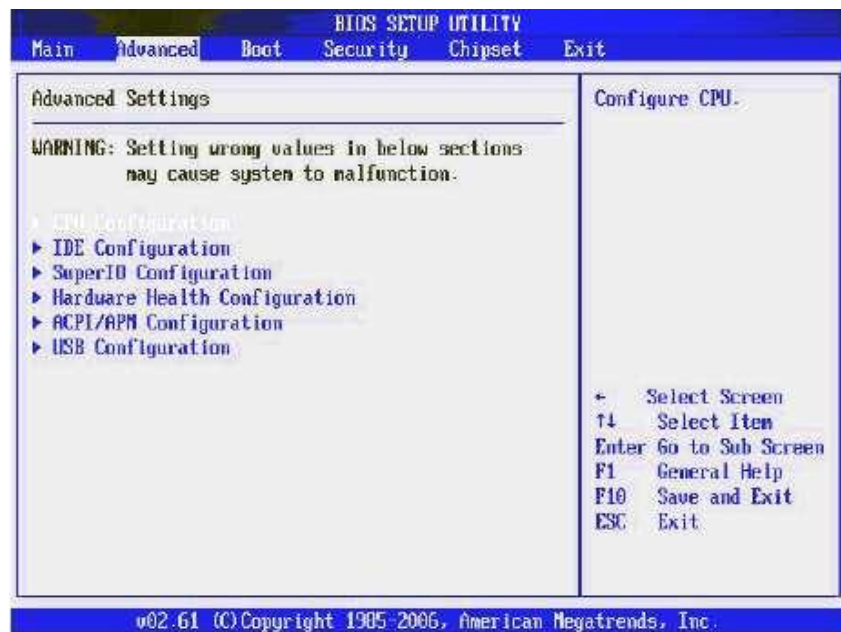 BIOS SETUP UTILITY
Main Advanced Boot Security Chipset Exit
Advanced Settings
WARNING: Setting wrong values in below sections
may cause system to malfunction.
▶ CPU Configuration
▶ IDE Configuration
▶ SuperIO Configuration
▶ Hardware Health Configuration
▶ ACPI/APM Configuration
▶ USB Configuration
Configure CPU.
← Select Screen
↑↓ Select Item
Enter Go to Sub Screen
F1 General Help
F10 Save and Exit
ESC Exit
v02.61 (C)Copyright 1985-2006, American Megatrends, Inc.